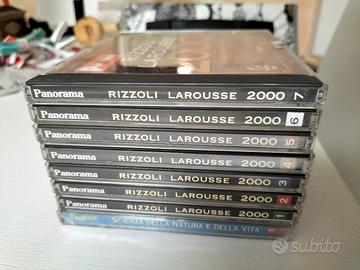 RIZZOLI
Panorama RIZZOLI LAROUSSE 2000 7
Panorama RIZZOLI LAROUSSE 2000 6
Panorama RIZZOLI LAROUSSE 2000 5
Panorama RIZZOLI LAROUSSE 2000 4
Panorama RIZZOLI LAROUSSE 2000 3
Panorama RIZZOLI LAROUSSE 2000 2
Panorama RIZZOLI LAROUSSE 2000 1
SCIENZA DELLA NATURA E DELLA VITA
subito